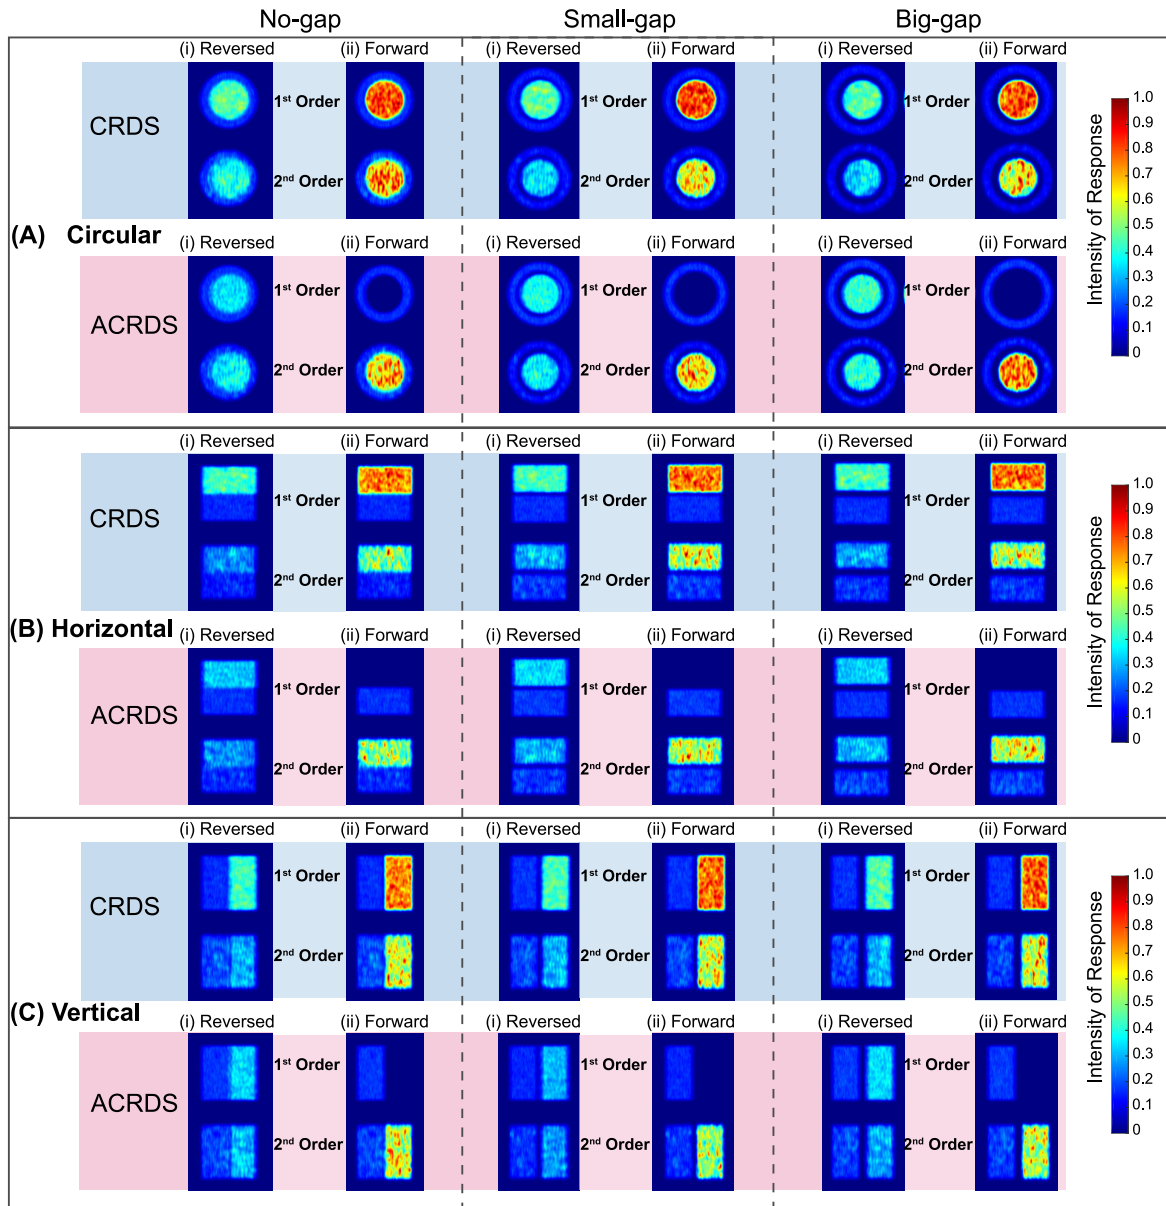 No-gap Small-gap Big-gap
(i) Reversed (ii) Forward (i) Reversed (ii) Forward (i) Reversed (ii) Forward
CRDS 1st Order 1st Order 1st Order
2nd Order 2nd Order 2nd Order
(A) Circular
(i) Reversed (ii) Forward (i) Reversed (ii) Forward (i) Reversed (ii) Forward
ACRDS 1st Order 1st Order 1st Order
2nd Order 2nd Order 2nd Order
Intensity of Response
1.0
0.9
0.8
0.7
0.6
0.5
0.4
0.3
0.2
0.1
0
(i) Reversed (ii) Forward (i) Reversed (ii) Forward (i) Reversed (ii) Forward
CRDS 1st Order 1st Order 1st Order
2nd Order 2nd Order 2nd Order
(B) Horizontal
(i) Reversed (ii) Forward (i) Reversed (ii) Forward (i) Reversed (ii) Forward
ACRDS 1st Order 1st Order 1st Order
2nd Order 2nd Order 2nd Order
Intensity of Response
1.0
0.9
0.8
0.7
0.6
0.5
0.4
0.3
0.2
0.1
0
(i) Reversed (ii) Forward (i) Reversed (ii) Forward (i) Reversed (ii) Forward
CRDS 1st Order 1st Order 1st Order
2nd Order 2nd Order 2nd Order
(C) Vertical
(i) Reversed (ii) Forward (i) Reversed (ii) Forward (i) Reversed (ii) Forward
ACRDS 1st Order 1st Order 1st Order
2nd Order 2nd Order 2nd Order
Intensity of Response
1.0
0.9
0.8
0.7
0.6
0.5
0.4
0.3
0.2
0.1
0